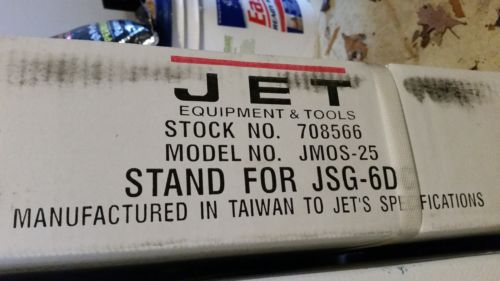 JET
EQUIPMENT & TOOLS
STOCK NO. 708566
MODEL NO. JMOS-25
STAND FOR JSG-6D
MANUFACTURED IN TAIWAN TO JET'S SPECIFICATIONS